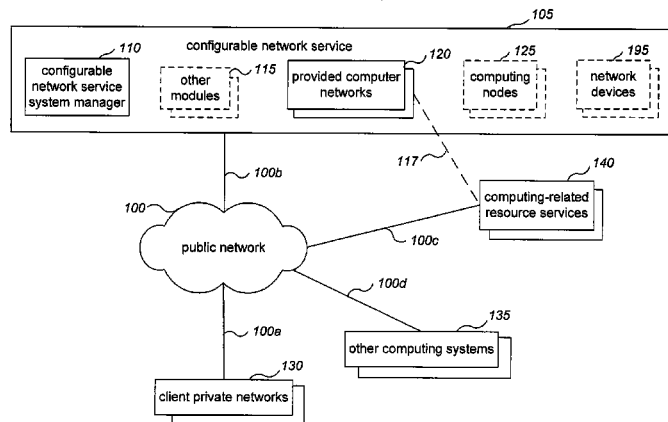 105
110
configurable network service
120
125
195
configurable
network service
system manager
other
modules
115
provided computer
networks
computing
nodes
network
devices
117
140
100b
computing-related
resource services
100
public network
100c
100d
100a
135
other computing systems
130
client private networks